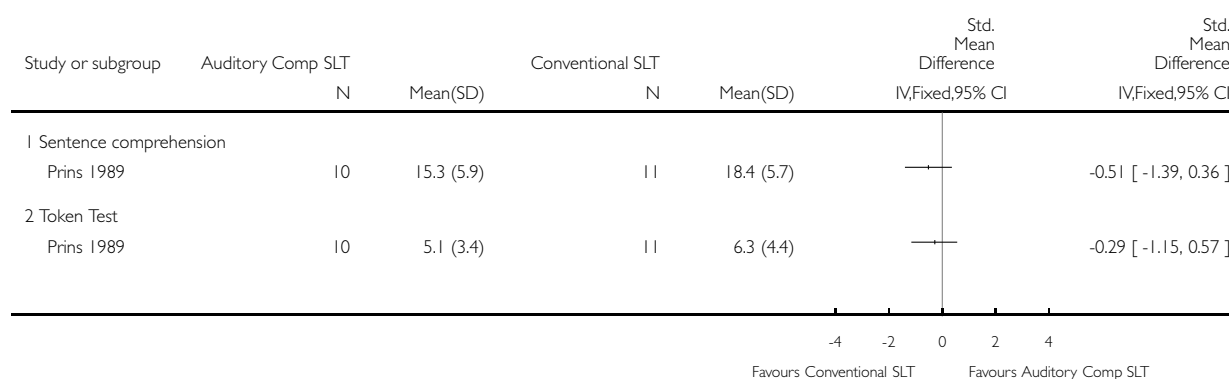 Std. Std.
Mean Mean
Study or subgroup Auditory Comp SLT Conventional SLT Difference Difference
N Mean(SD) N Mean(SD) IV,Fixed,95% CI IV,Fixed,95% CI
1 Sentence comprehension
Prins 1989 10 15.3 (5.9) 11 18.4 (5.7) -0.51 [ -1.39, 0.36 ]
2 Token Test
Prins 1989 10 5.1 (3.4) 11 6.3 (4.4) -0.29 [ -1.15, 0.57 ]
-4 -2 0 2 4
Favours Conventional SLT Favours Auditory Comp SLT